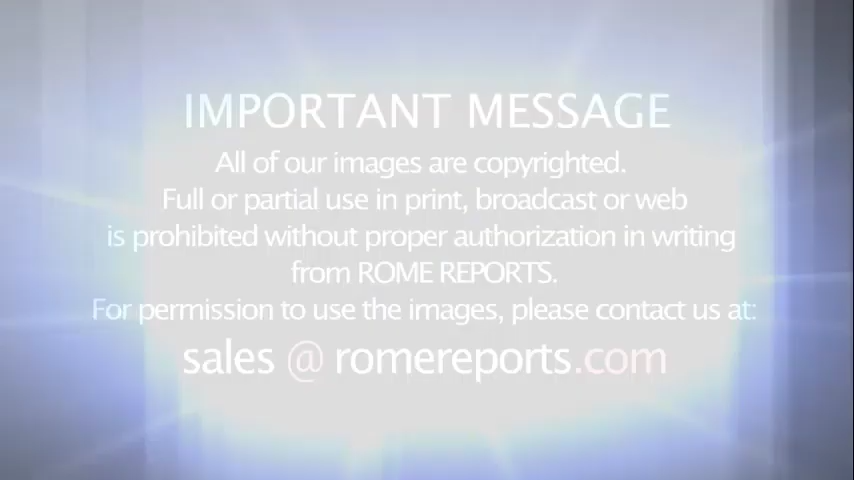 IMPORTANT MESSAGE
All of our images are copyrighted.
Full or partial use in print, broadcast or web
is prohibited without proper authorization in writing
from ROME REPORTS.
For permission to use the images, please contact us at:
sales @ romereports.com